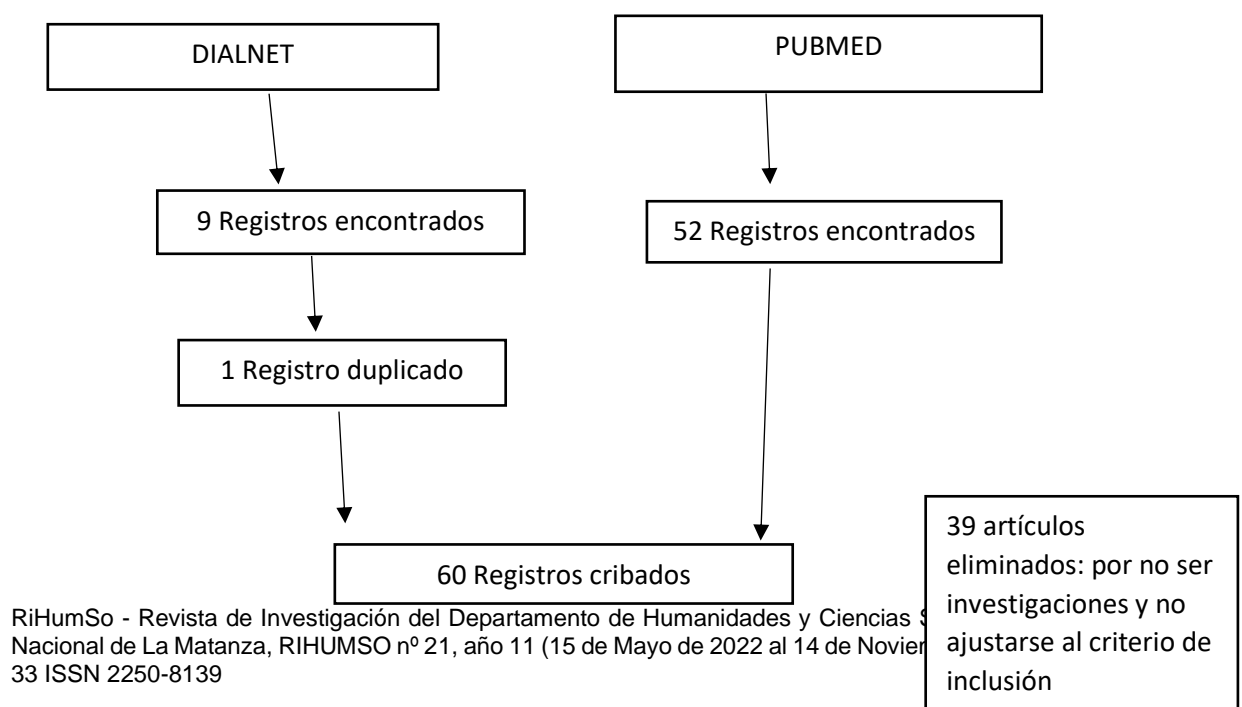 DIALNET
PUBMED
9 Registros encontrados
52 Registros encontrados
1 Registro duplicado
60 Registros cribados
39 artículos
eliminados: por no ser
investigaciones y no
ajustarse al criterio de
inclusión
RiHumSo - Revista de Investigación del Departamento de Humanidades y Ciencias
Nacional de La Matanza, RIHUMSO nº 21, año 11 (15 de Mayo de 2022 al 14 de
33 ISSN 2250-8139